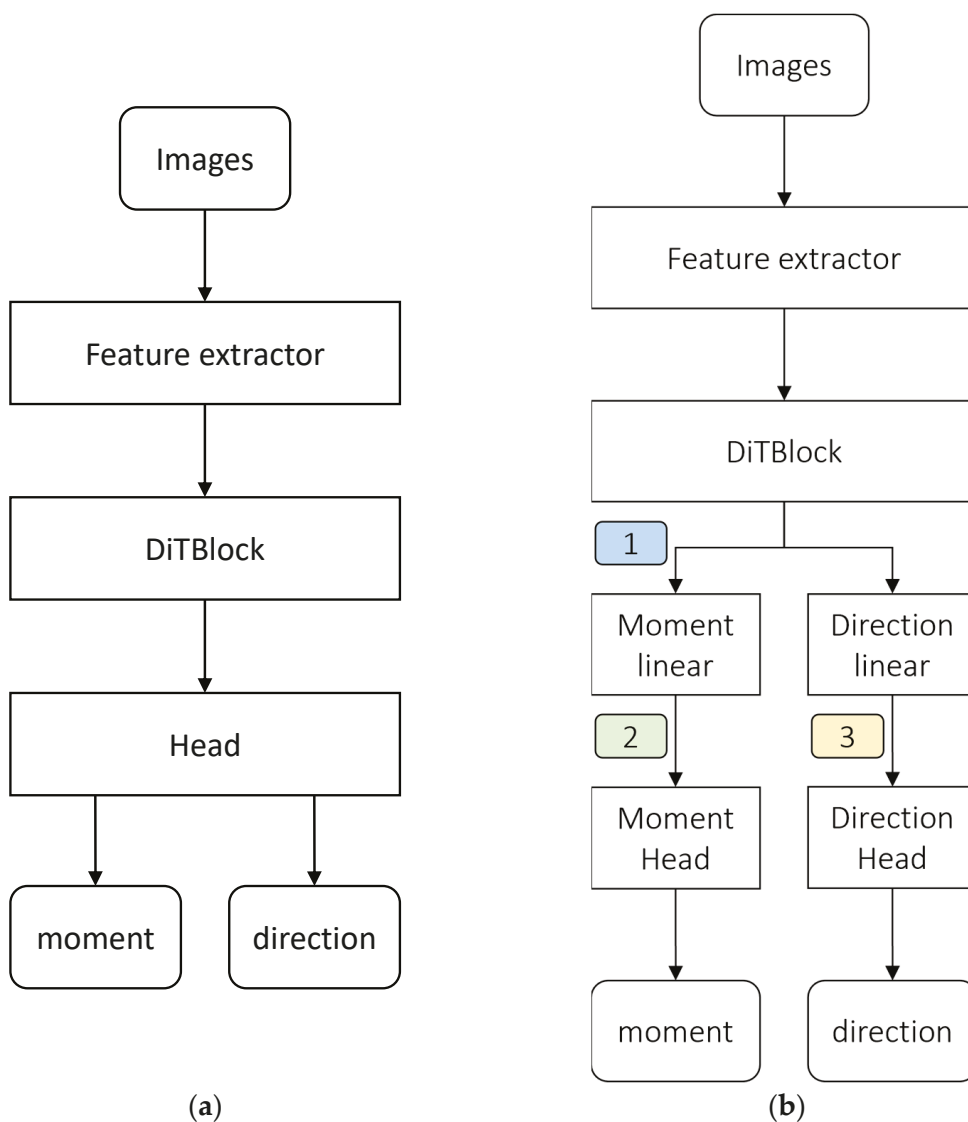 Images
Feature extractor
DiTBlock
Head
moment
direction
(a)
Images
Feature extractor
DiTBlock
1
Moment
linear
Direction
linear
2
3
Moment
Head
Direction
Head
moment
direction
(b)